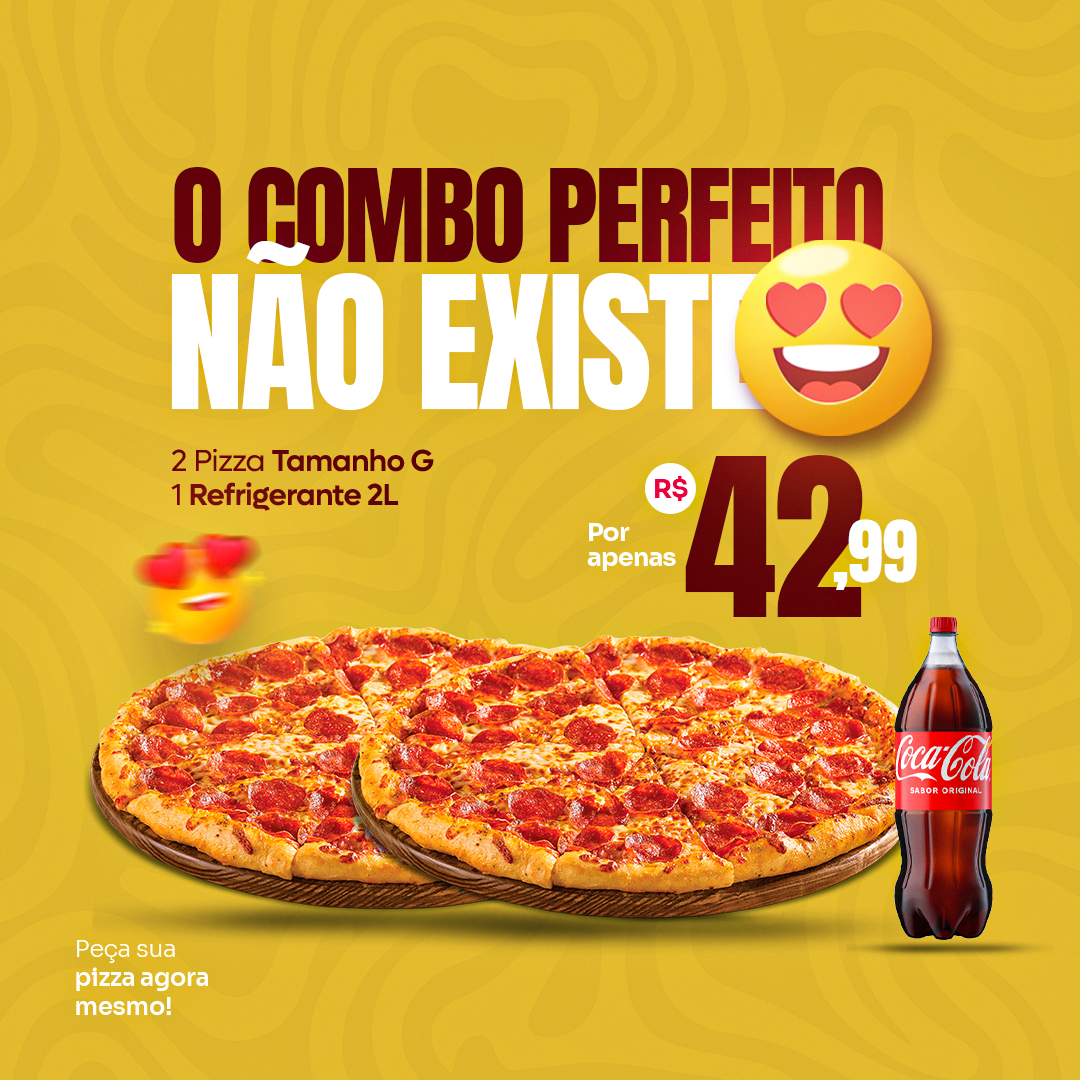 O COMBO PERFEITO
NÃO EXISTE
2 Pizza Tamanho G
1 Refrigerante 2L
R$
Por
apenas
42,99
Coca-Cola
SABOR ORIGINAL
Peça sua
pizza agora
mesmo!